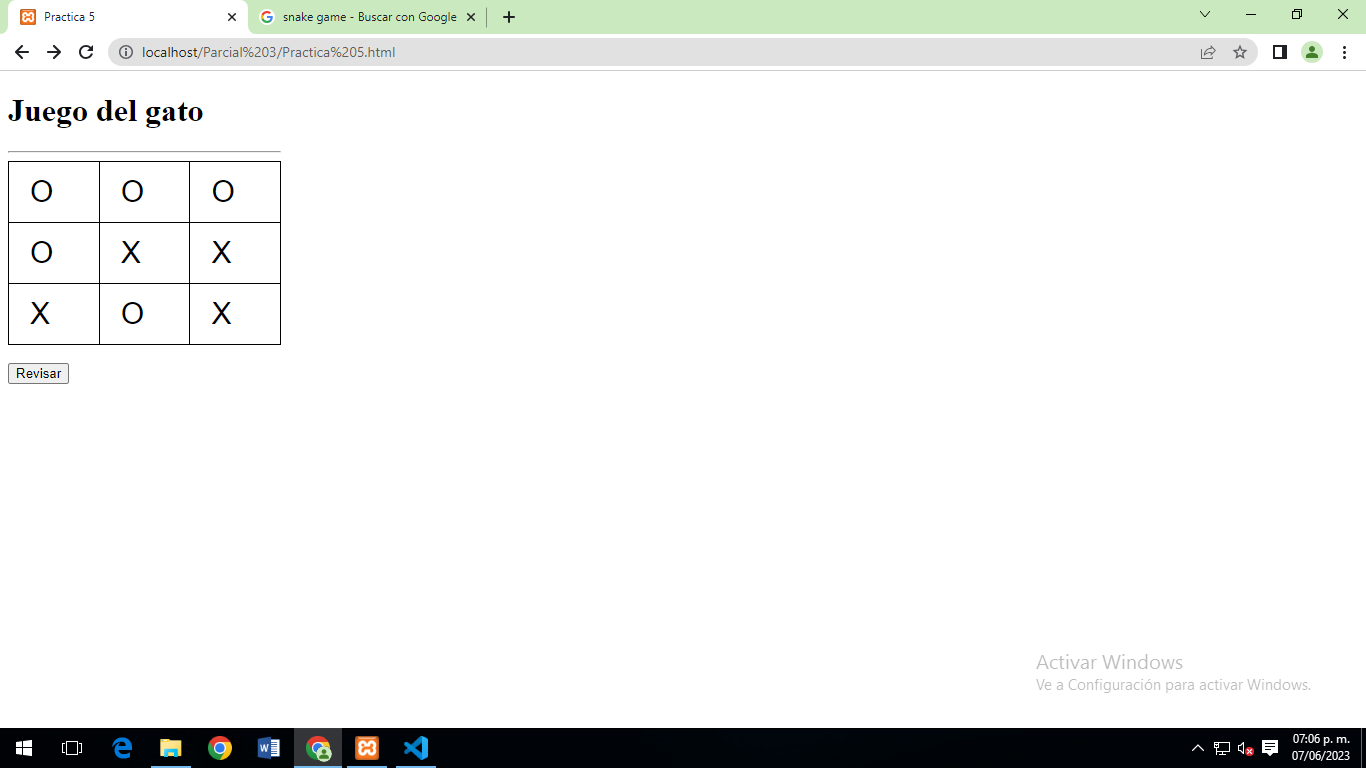 Practica 5
snake game - Buscar con Google
localhost/Parcial%203/Practica%205.html
Juego del gato
O O O
O X X
X O X
Revisar
Activar Windows
Ve a Configuración para activar Windows.
07:06 p. m.
07/06/2023